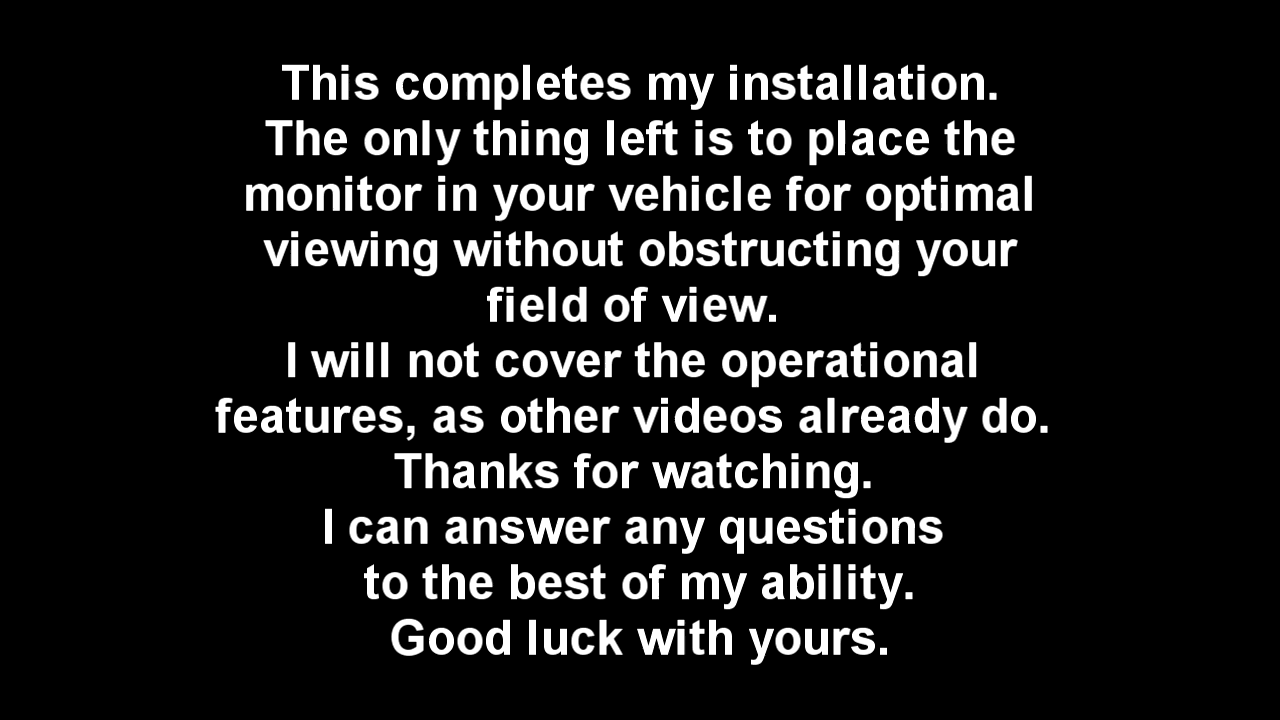 This completes my installation.
The only thing left is to place the
monitor in your vehicle for optimal
viewing without obstructing your
field of view.
I will not cover the operational
features, as other videos already do.
Thanks for watching.
I can answer any questions
to the best of my ability.
Good luck with yours.